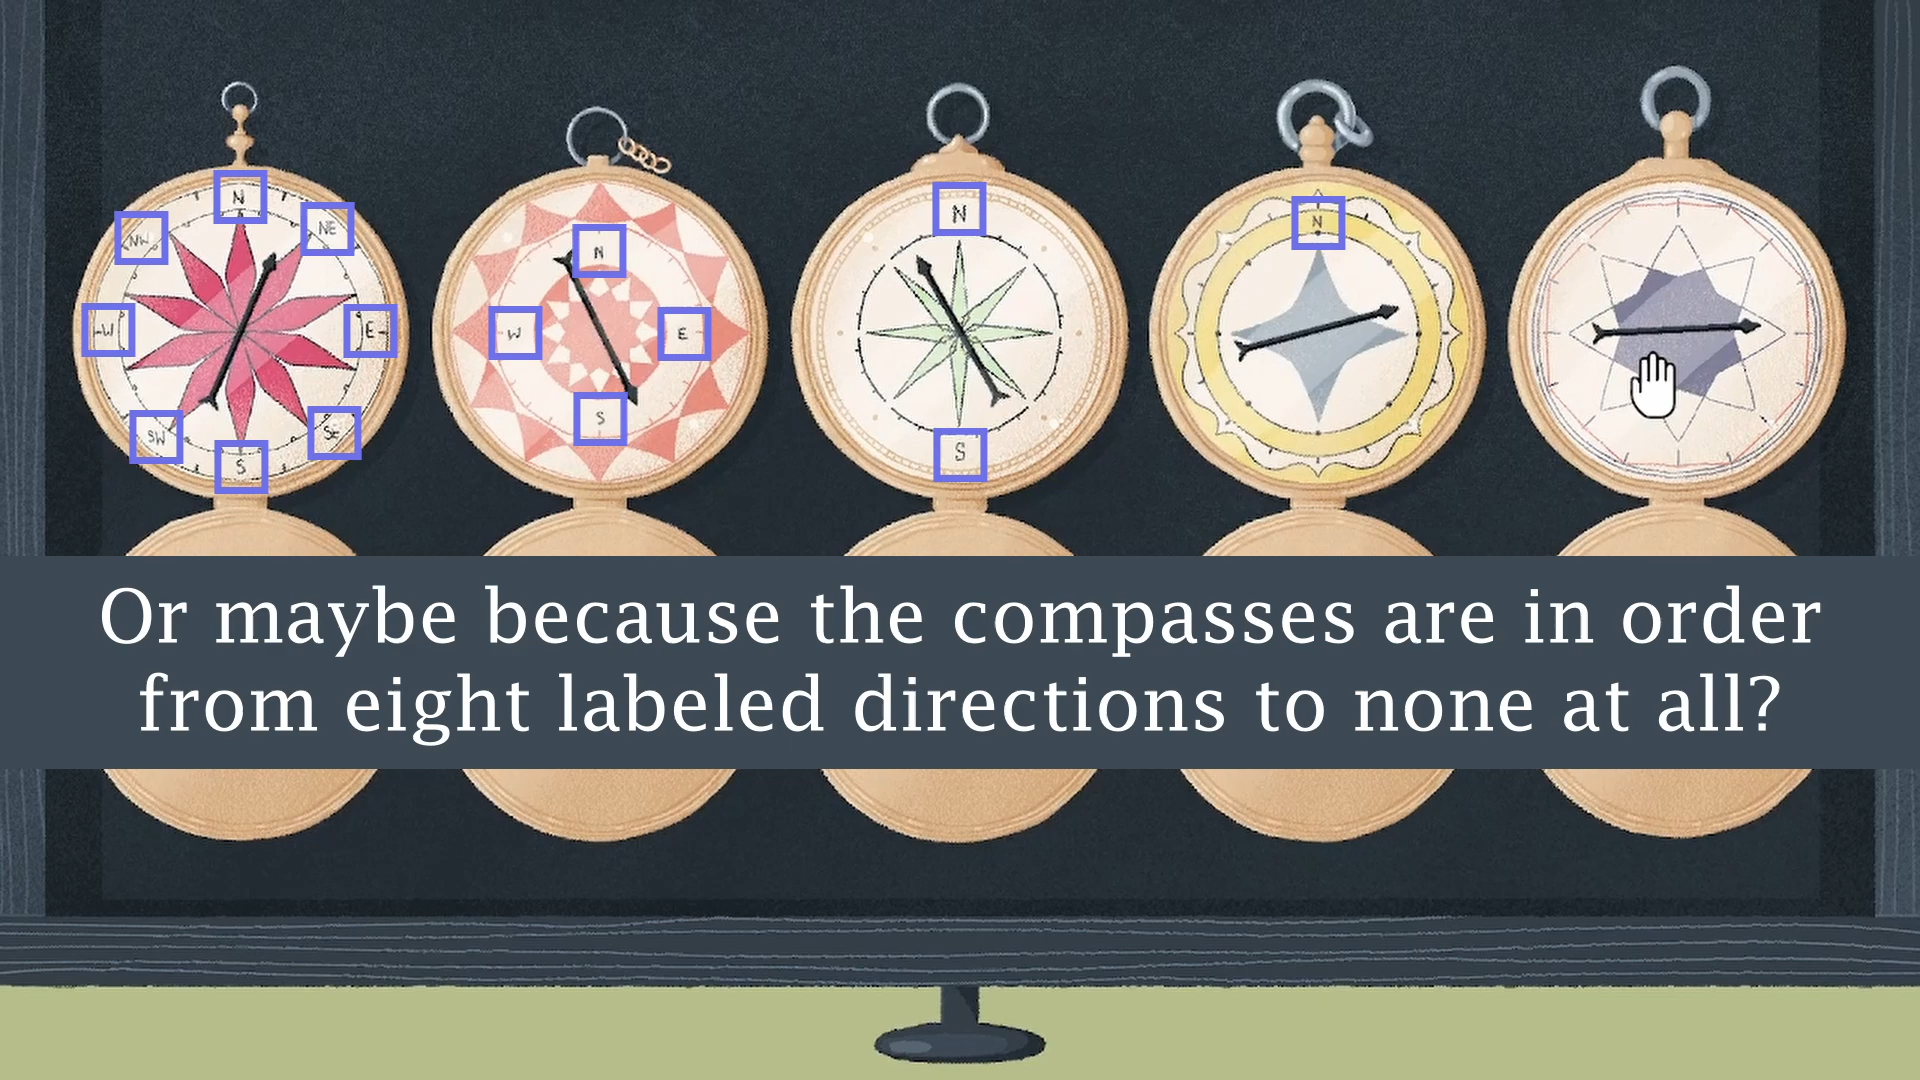 N
NW NE
W E
SW SE
S
N
W E
S
N
S
N
Or maybe because the compasses are in order
from eight labeled directions to none at all?